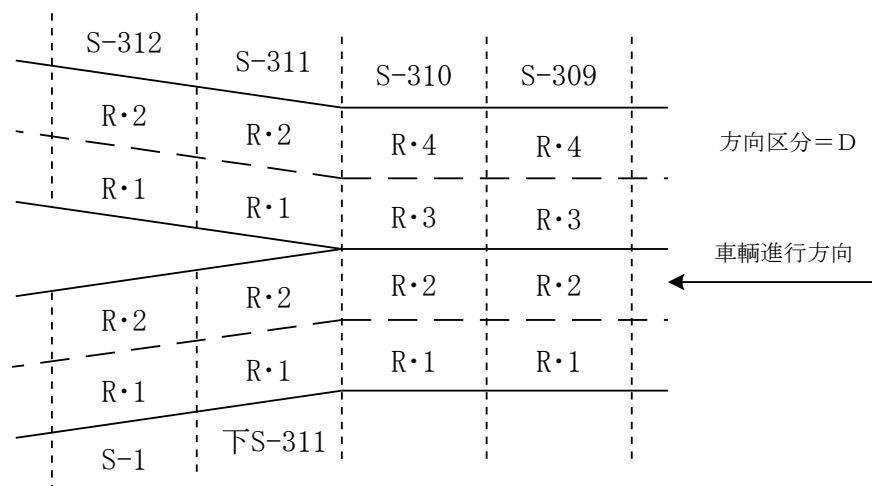 S-312
S-311
S-310
S-309
R・2
R・2
R・4
R・4
方向区分＝D
R・1
R・1
R・3
R・3
車輌進行方向
R・2
R・2
R・2
R・2
R・1
R・1
R・1
R・1
S-1
下S-311